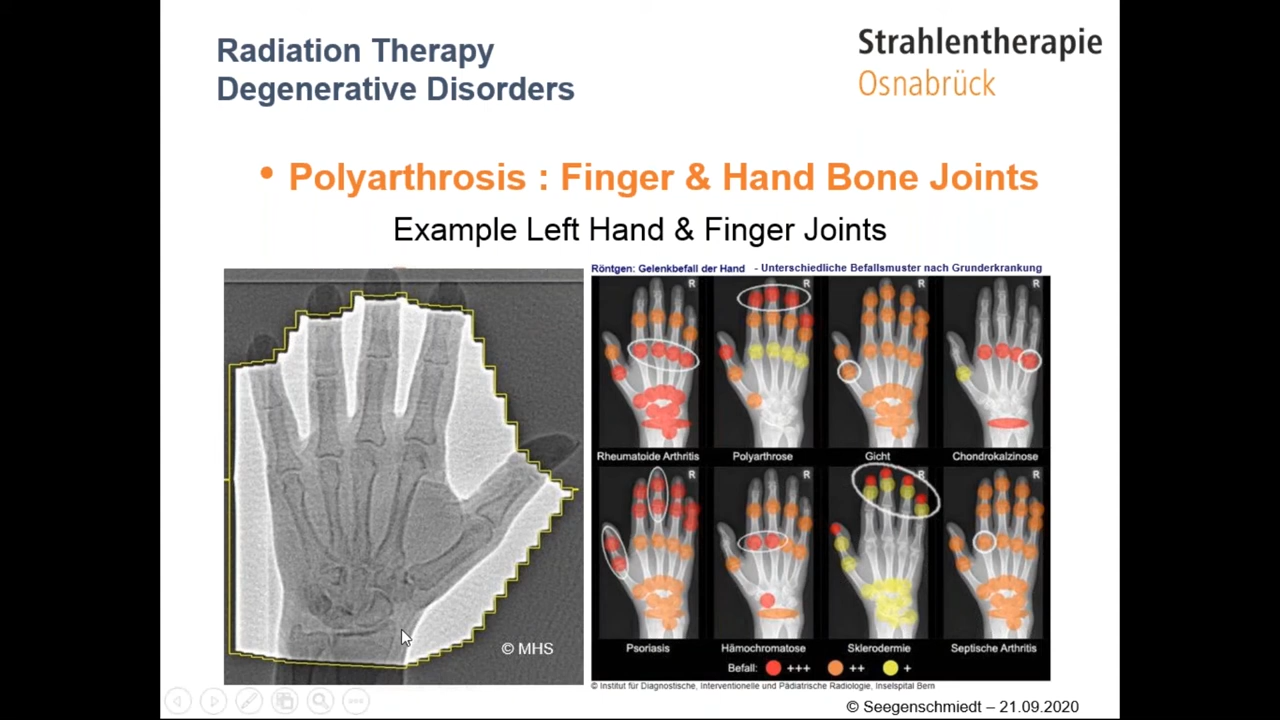 Radiation Therapy
Degenerative Disorders
Strahlentherapie
Osnabrück
• Polyarthrosis : Finger & Hand Bone Joints
Example Left Hand & Finger Joints
© MHS
Röntgen: Gelenkbefall der Hand - Unterschiedliche Befallsmuster nach Grunderkrankung
R R R R
Rheumatoide Arthritis Polyarthrose Gicht Chondrokalzinose
R R R R
Psoriasis Hämochromatose Sklerodermie Septische Arthritis
Befall: +++ ++ +
© Institut für Diagnostische, Interventionelle und Pädiatrische Radiologie, Inselspital Bern
© Seegenschmiedt – 21.09.2020